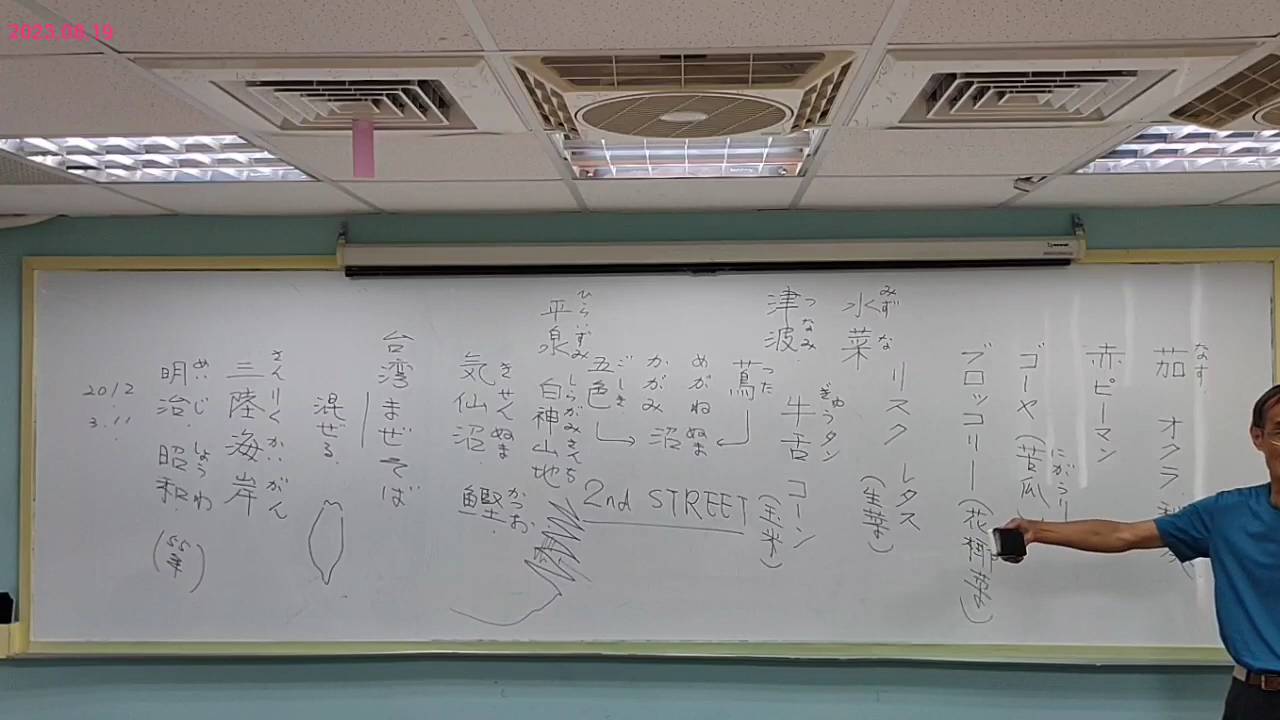 2023.08.19
茄 なす
オクラ
赤ピーマン
ゴーヤ(苦瓜) にがうり
ブロッコリー(花椰菜)
レタス
(生菜)
水菜 みずな
リスク
津波 つなみ
牛舌 ぎゅうタン
コーン
(玉米)
蔦 つた
めがね
かがみ
五色 ごしき
沼 ぬま
2nd STREET
平泉 ひらいずみ
白神山地 しらがみさんち
気仙沼 きせんぬま
鰹 かつお
台湾まぜそば
混ぜる
三陸海岸 さんりくかいがん
明治 めいじ
昭和 しょうわ
(55年)
2012
3.11